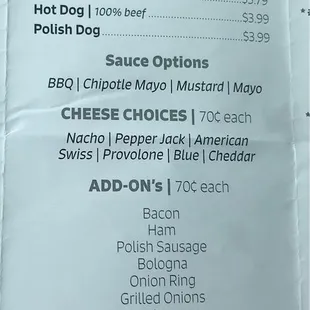 Hot Dog | 100% beef ..... $3.99
Polish Dog ..... $3.99
Sauce Options
BBQ | Chipotle Mayo | Mustard | Mayo
CHEESE CHOICES | 70¢ each
Nacho | Pepper Jack | American
Swiss | Provolone | Blue | Cheddar
ADD-ON's | 70¢ each
Bacon
Ham
Polish Sausage
Bologna
Onion Ring
Grilled Onions